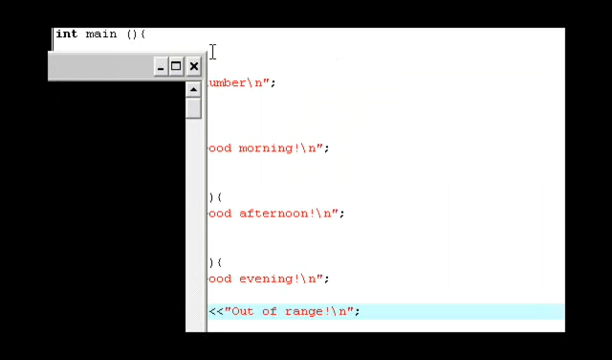 int main (){
umber\n";
ood morning!\n";
){
ood afternoon!\n";
){
ood evening!\n";
<<"Out of range!\n";